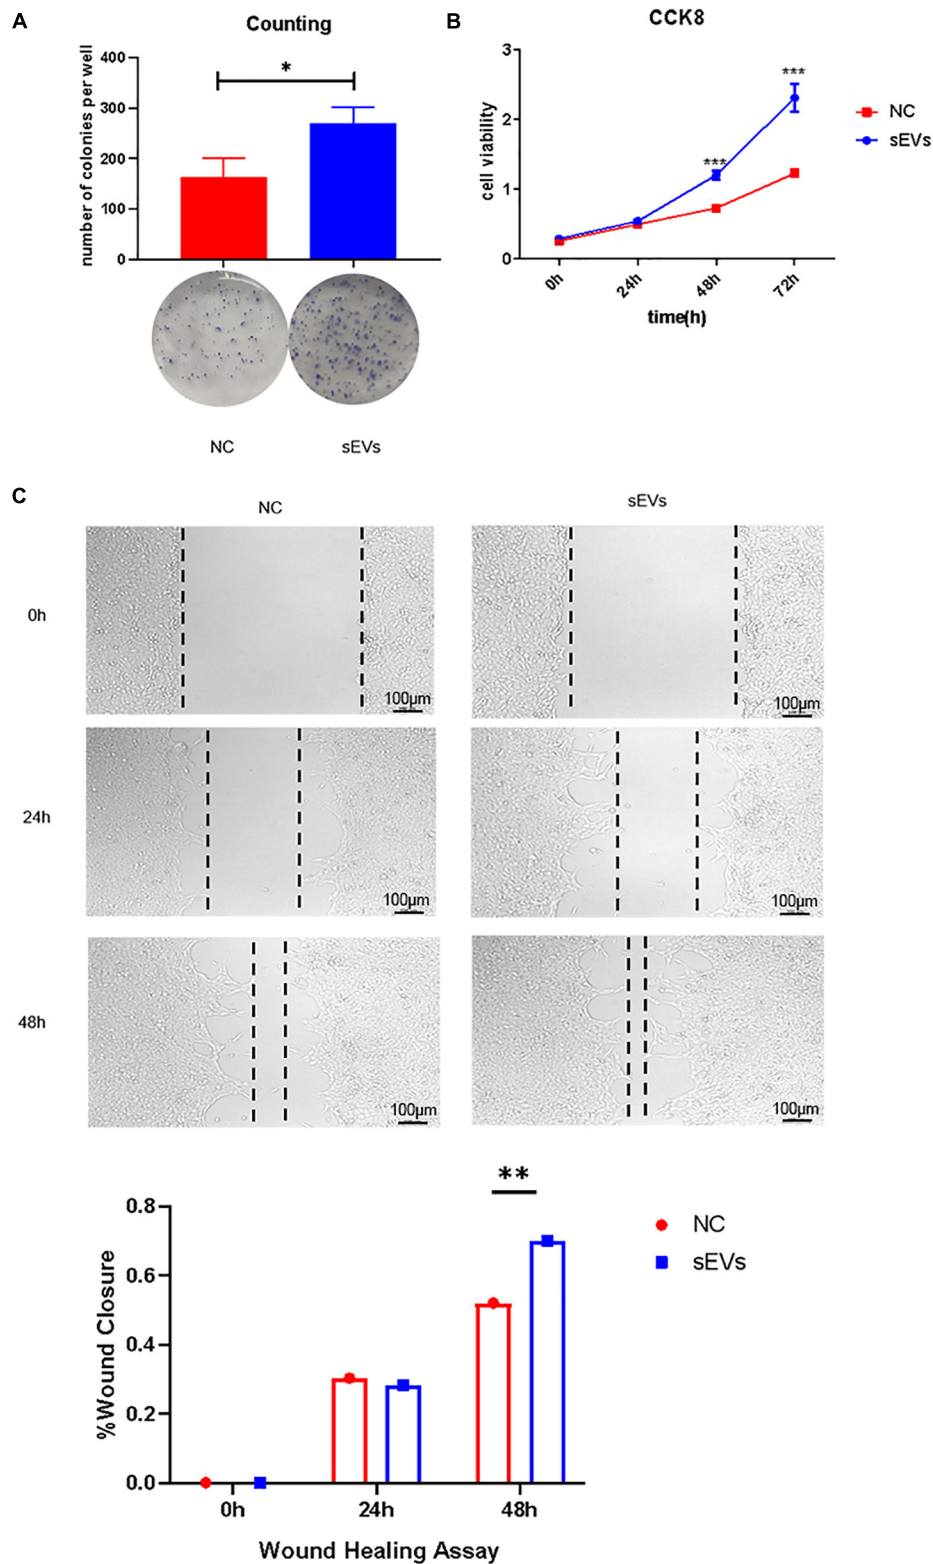 A
Counting
number of colonies per well
400
300
200
100
0
*
NC
sEVs
B
CCK8
cell viability
3
2
1
0
***
***
0h
24h
48h
72h
time(h)
NC
sEVs
C
NC
sEVs
0h
100µm
100µm
24h
100µm
100µm
48h
100µm
100µm
**
%Wound Closure
0.8
0.6
0.4
0.2
0.0
0h
24h
48h
Wound Healing Assay
NC
sEVs